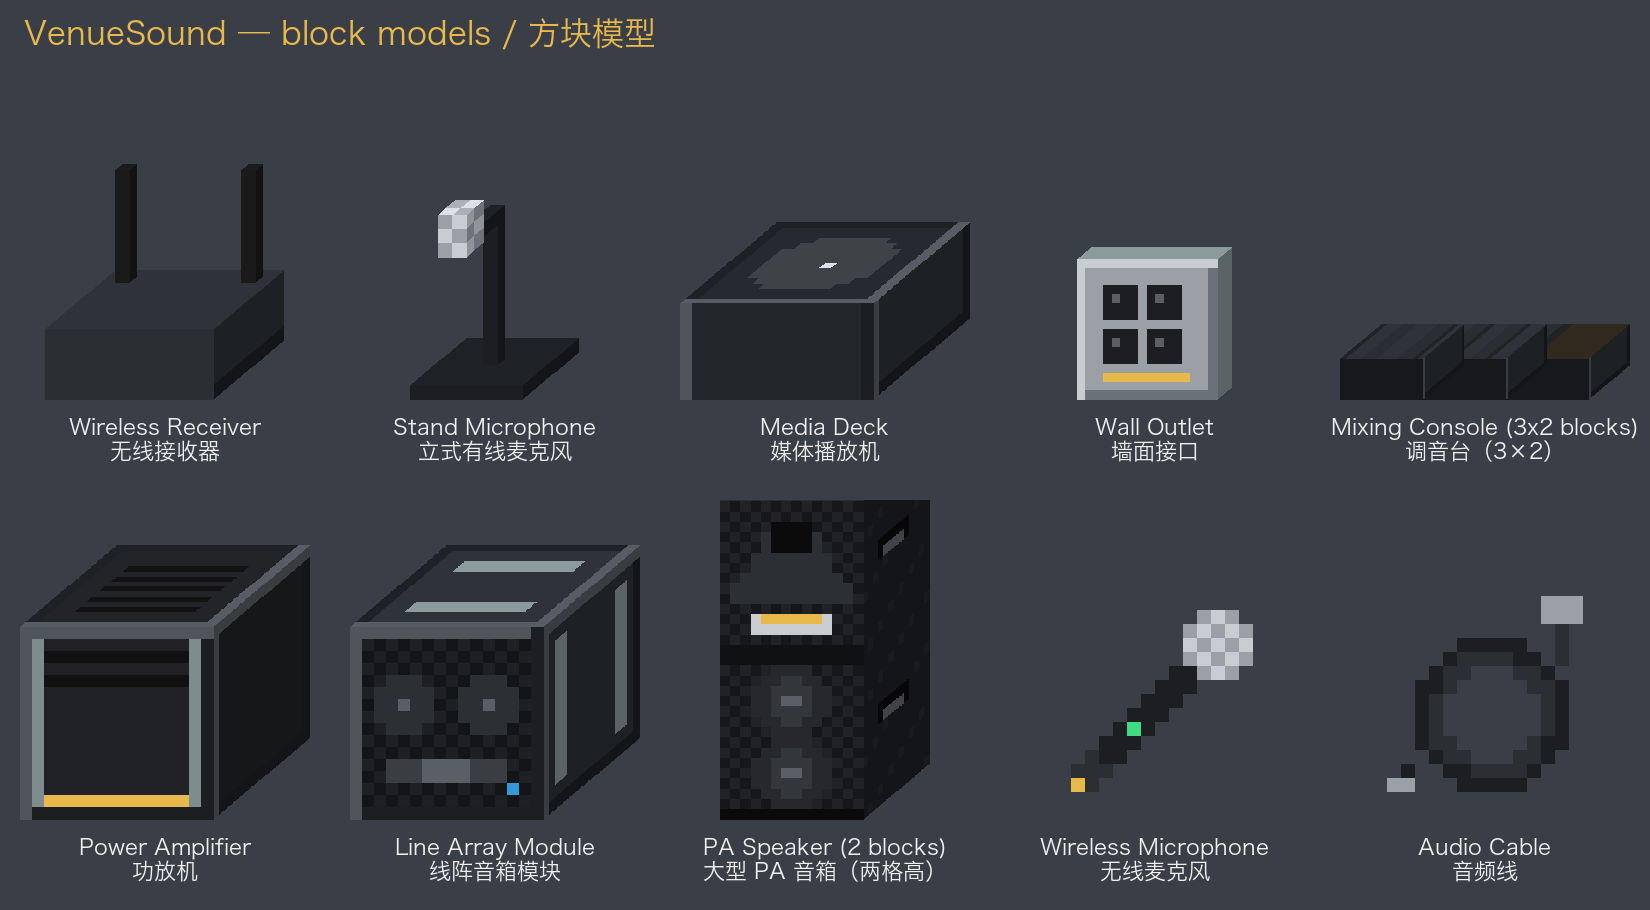 VenueSound — block models / 方块模型
Wireless Receiver
无线接收器
Stand Microphone
立式有线麦克风
Media Deck
媒体播放机
Wall Outlet
墙面接口
Mixing Console (3x2 blocks)
调音台（3×2）
Power Amplifier
功放机
Line Array Module
线阵音箱模块
PA Speaker (2 blocks)
大型 PA 音箱（两格高）
Wireless Microphone
无线麦克风
Audio Cable
音频线